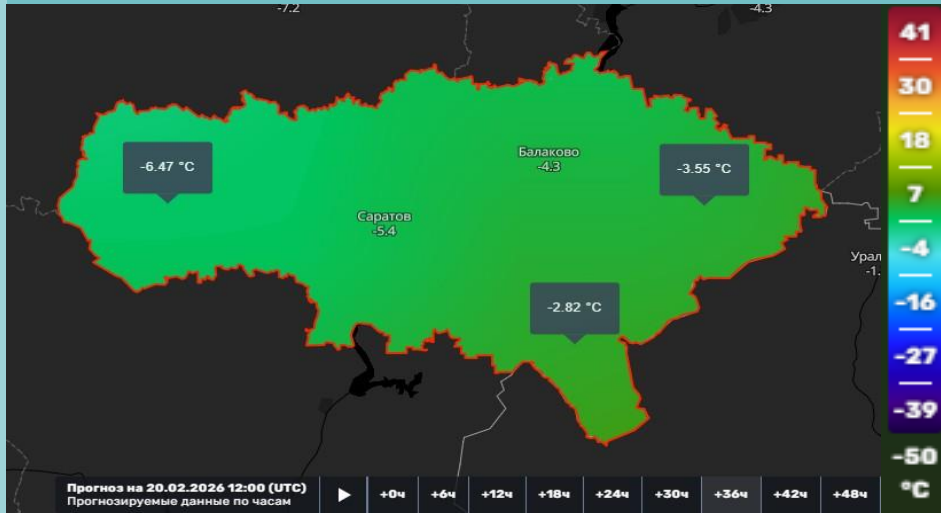 -7.2
-4.3
-6.47 °C
Балаково
-4.3
-3.55 °C
Саратов
-5.4
Урал
-1.
-2.82 °C
41
30
18
7
-4
-16
-27
-39
-50
°C
Прогноз на 20.02.2026 12:00 (UTC)
Прогнозируемые данные по часам
+0ч +6ч +12ч +18ч +24ч +30ч +36ч +42ч +48ч